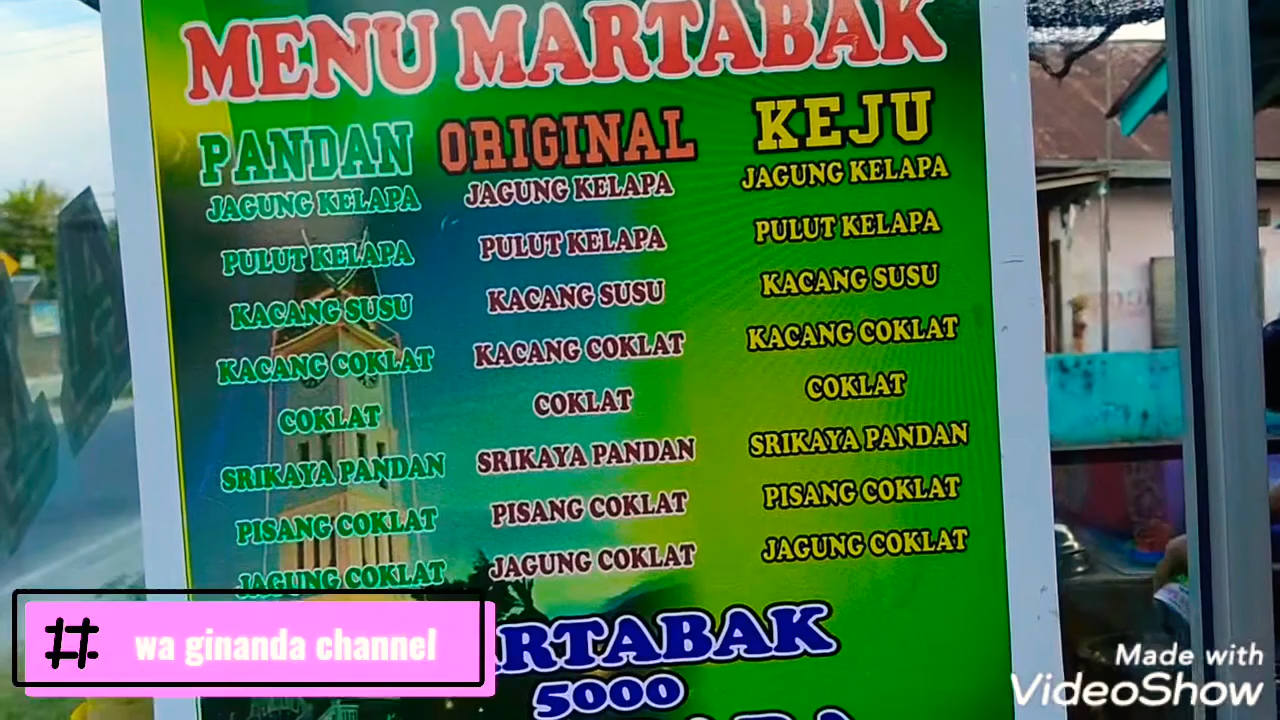 MENU MARTABAK
PANDAN
JAGUNG KELAPA
PULUT KELAPA
KACANG SUSU
KACANG COKLAT
COKLAT
SRIKAYA PANDAN
PISANG COKLAT
JAGUNG COKLAT
ORIGINAL
JAGUNG KELAPA
PULUT KELAPA
KACANG SUSU
KACANG COKLAT
COKLAT
SRIKAYA PANDAN
PISANG COKLAT
JAGUNG COKLAT
KEJU
JAGUNG KELAPA
PULUT KELAPA
KACANG SUSU
KACANG COKLAT
COKLAT
SRIKAYA PANDAN
PISANG COKLAT
JAGUNG COKLAT
ARTABAK
5000
# wa ginanda channel
Made with
VideoShow